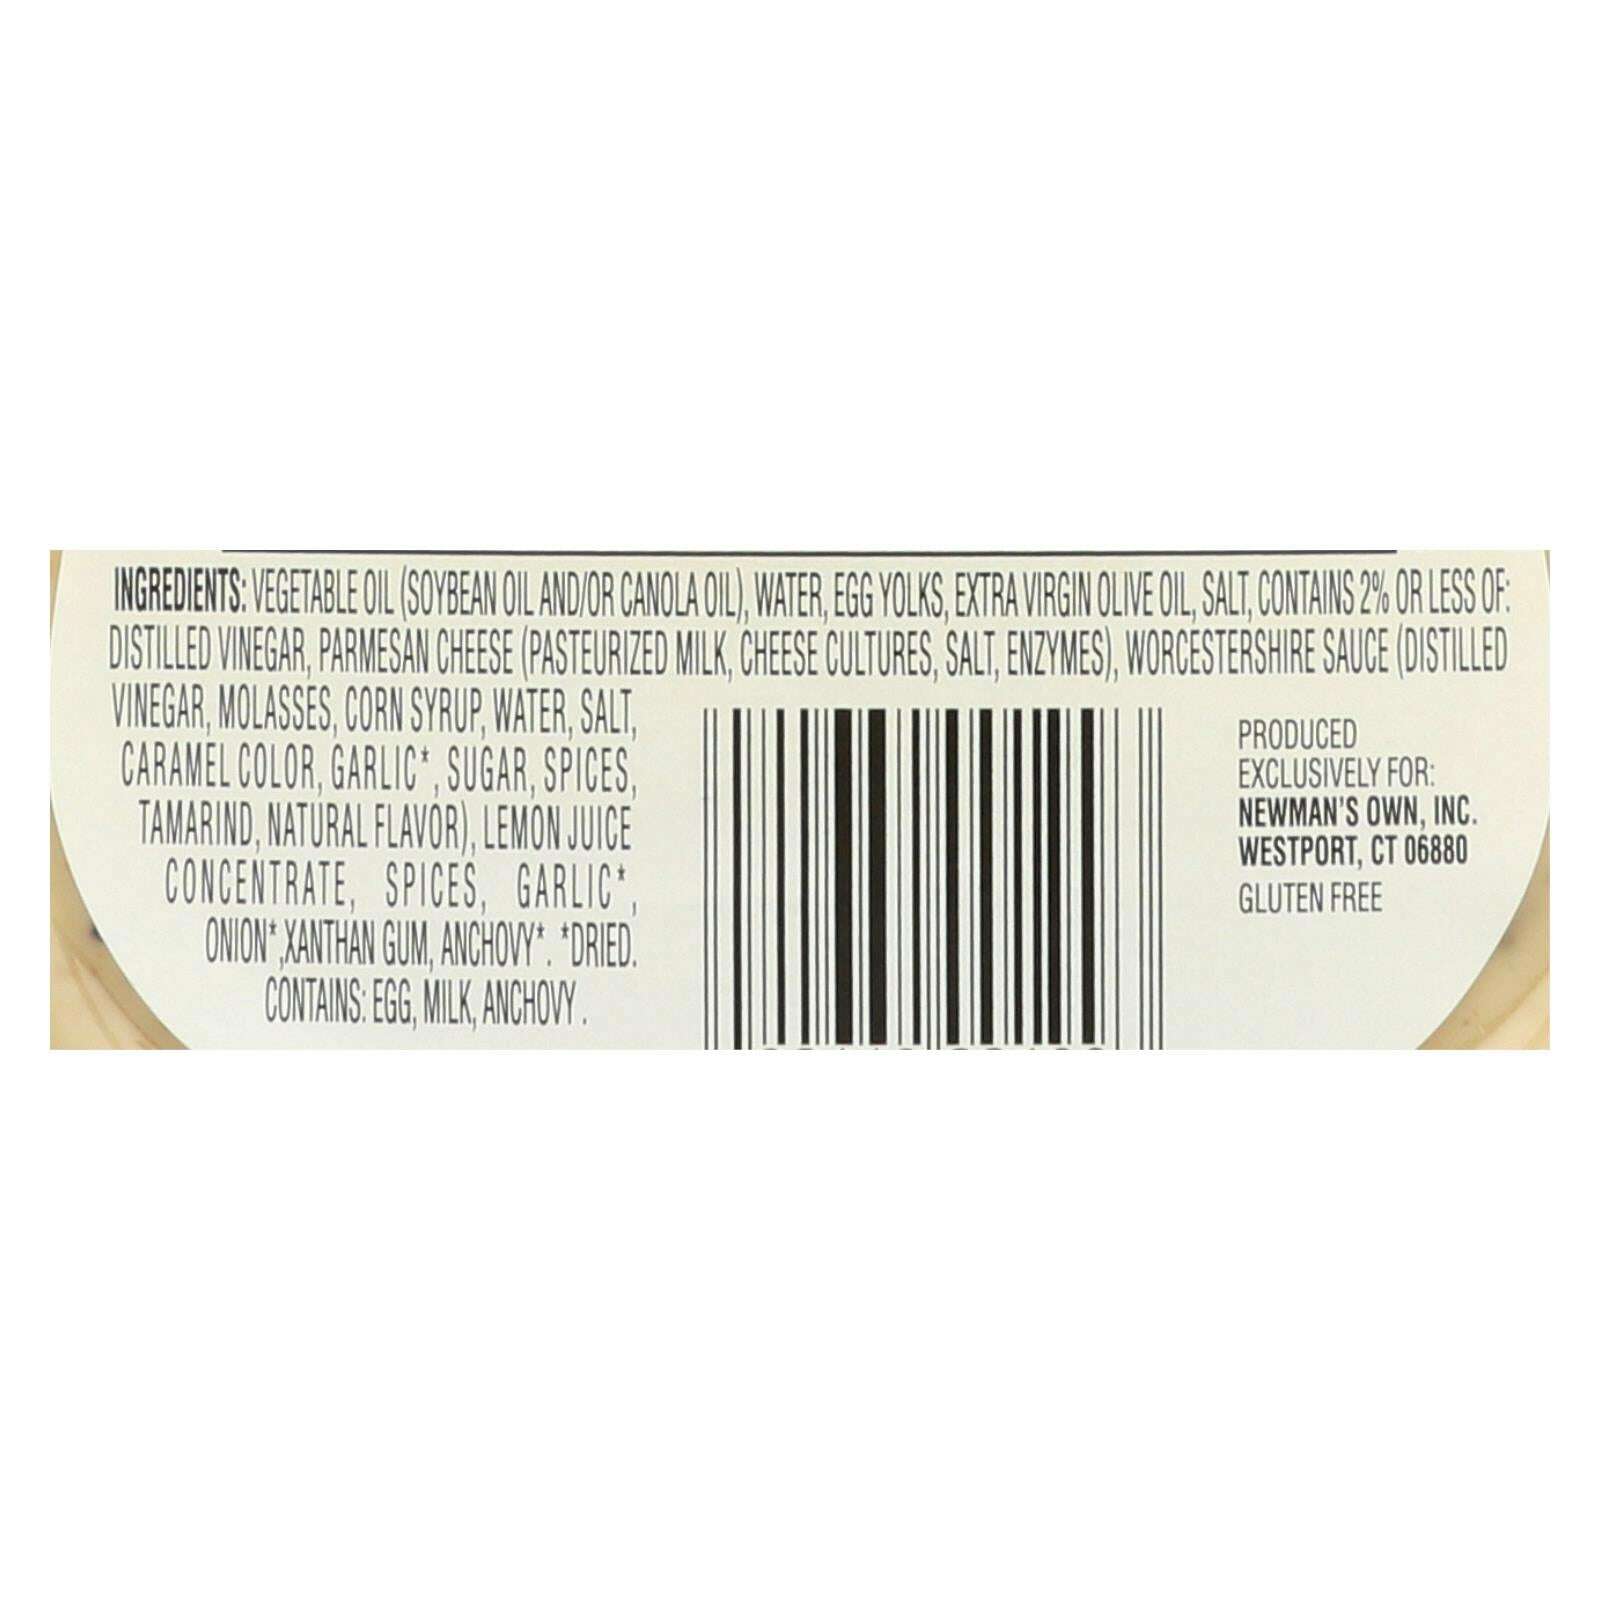 INGREDIENTS: VEGETABLE OIL (SOYBEAN OIL AND/OR CANOLA OIL), WATER, EGG YOLKS, EXTRA VIRGIN OLIVE OIL, SALT, CONTAINS 2% OR LESS OF:
DISTILLED VINEGAR, PARMESAN CHEESE (PASTEURIZED MILK, CHEESE CULTURES, SALT, ENZYMES), WORCESTERSHIRE SAUCE (DISTILLED
VINEGAR, MOLASSES, CORN SYRUP, WATER, SALT,
CARAMEL COLOR, GARLIC*, SUGAR, SPICES,
TAMARIND, NATURAL FLAVOR), LEMON JUICE
CONCENTRATE, SPICES, GARLIC*,
ONION*,XANTHAN GUM, ANCHOVY*. *DRIED.
CONTAINS: EGG, MILK, ANCHOVY.
PRODUCED
EXCLUSIVELY FOR:
NEWMAN'S OWN, INC.
WESTPORT, CT 06880
GLUTEN FREE